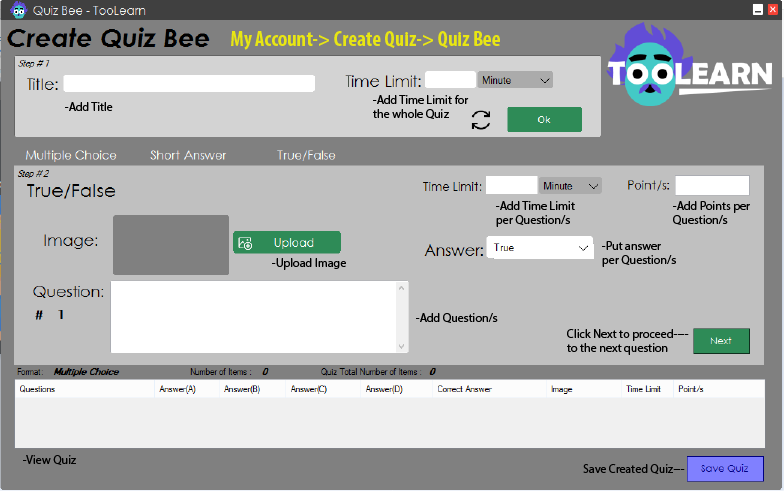 Quiz Bee - TooLearn
Create Quiz Bee
My Account-> Create Quiz-> Quiz Bee
TOOLEARN
Step # 1
Title:
-Add Title
Time Limit:
Minute
-Add Time Limit for
the whole Quiz
Ok
Multiple Choice
Short Answer
True/False
Step #2
True/False
Time Limit:
Minute
Point/s:
-Add Time Limit
per Question/s
-Add Points per
Question/s
Image:
Upload
-Upload Image
Answer:
True
-Put answer
per Question/s
Question:
# 1
-Add Question/s
Click Next to proceed----
to the next question
Next
Format: Multiple Choice
Number of Items : 0
Quiz Total Number of Items : 0
Questions Answer(A) Answer(B) Answer(C) Answer(D) Correct Answer Image Time Limit Point/s
-View Quiz
Save Created Quiz---
Save Quiz